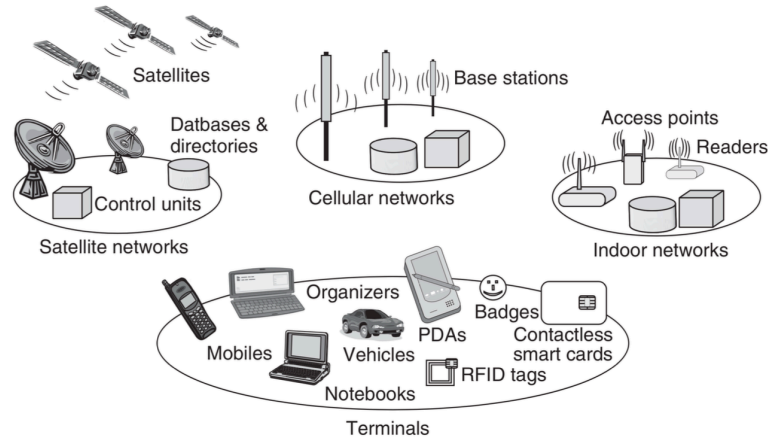 Satellites
Base stations
Datbases &
directories
Access points
Readers
Control units
Cellular networks
Satellite networks
Indoor networks
Organizers
Badges
PDAs
Contactless
smart cards
Mobiles
Vehicles
RFID tags
Notebooks
Terminals